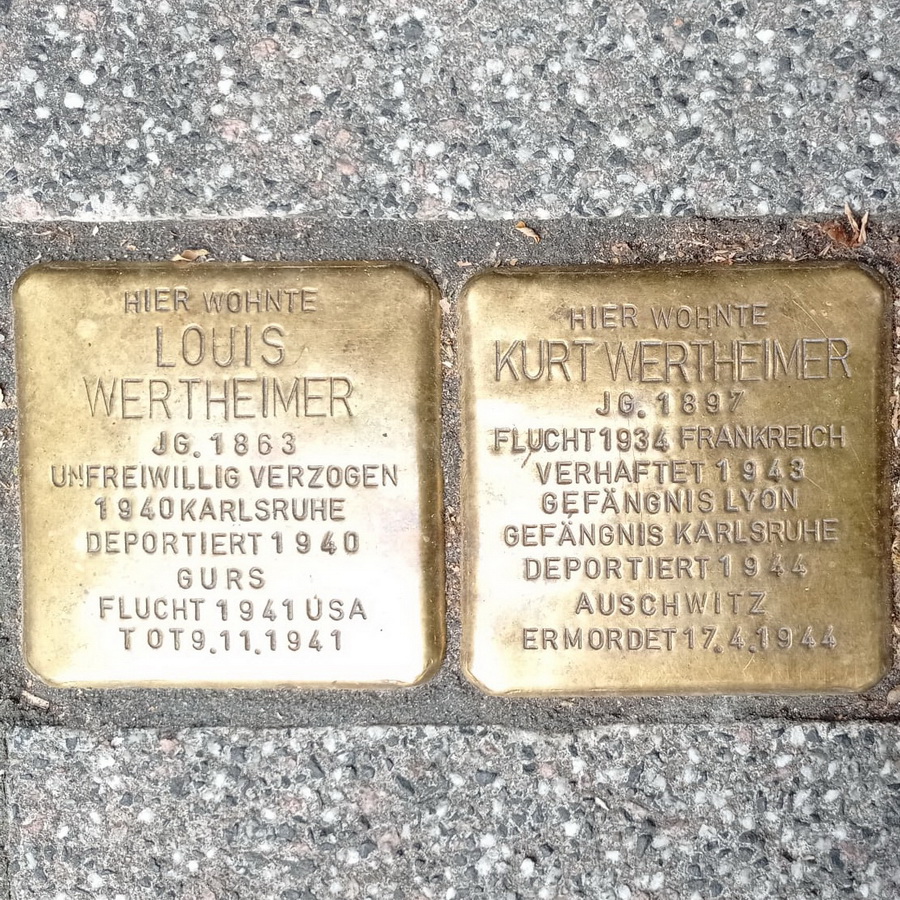 HIER WOHNTE
LOUIS
WERTHEIMER
JG. 1863
UNFREIWILLIG VERZOGEN
1940 KARLSRUHE
DEPORTIERT 1940
GURS
FLUCHT 1941 USA
TOT 9.11.1941
HIER WOHNTE
KURT WERTHEIMER
JG. 1897
FLUCHT 1934 FRANKREICH
VERHAFTET 1943
GEFÄNGNIS LYON
GEFÄNGNIS KARLSRUHE
DEPORTIERT 1944
AUSCHWITZ
ERMORDET 17.4.1944